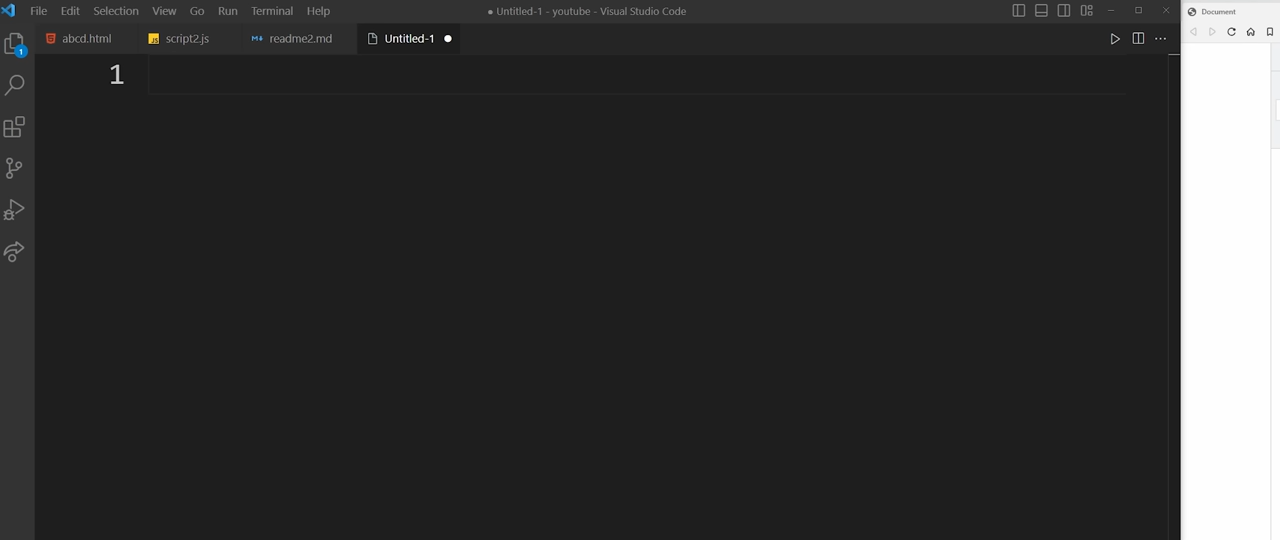 File Edit Selection View Go Run Terminal Help ● Untitled-1 - youtube - Visual Studio Code
Document
abcd.html JS script2.js readme2.md Untitled-1 ●
1
1